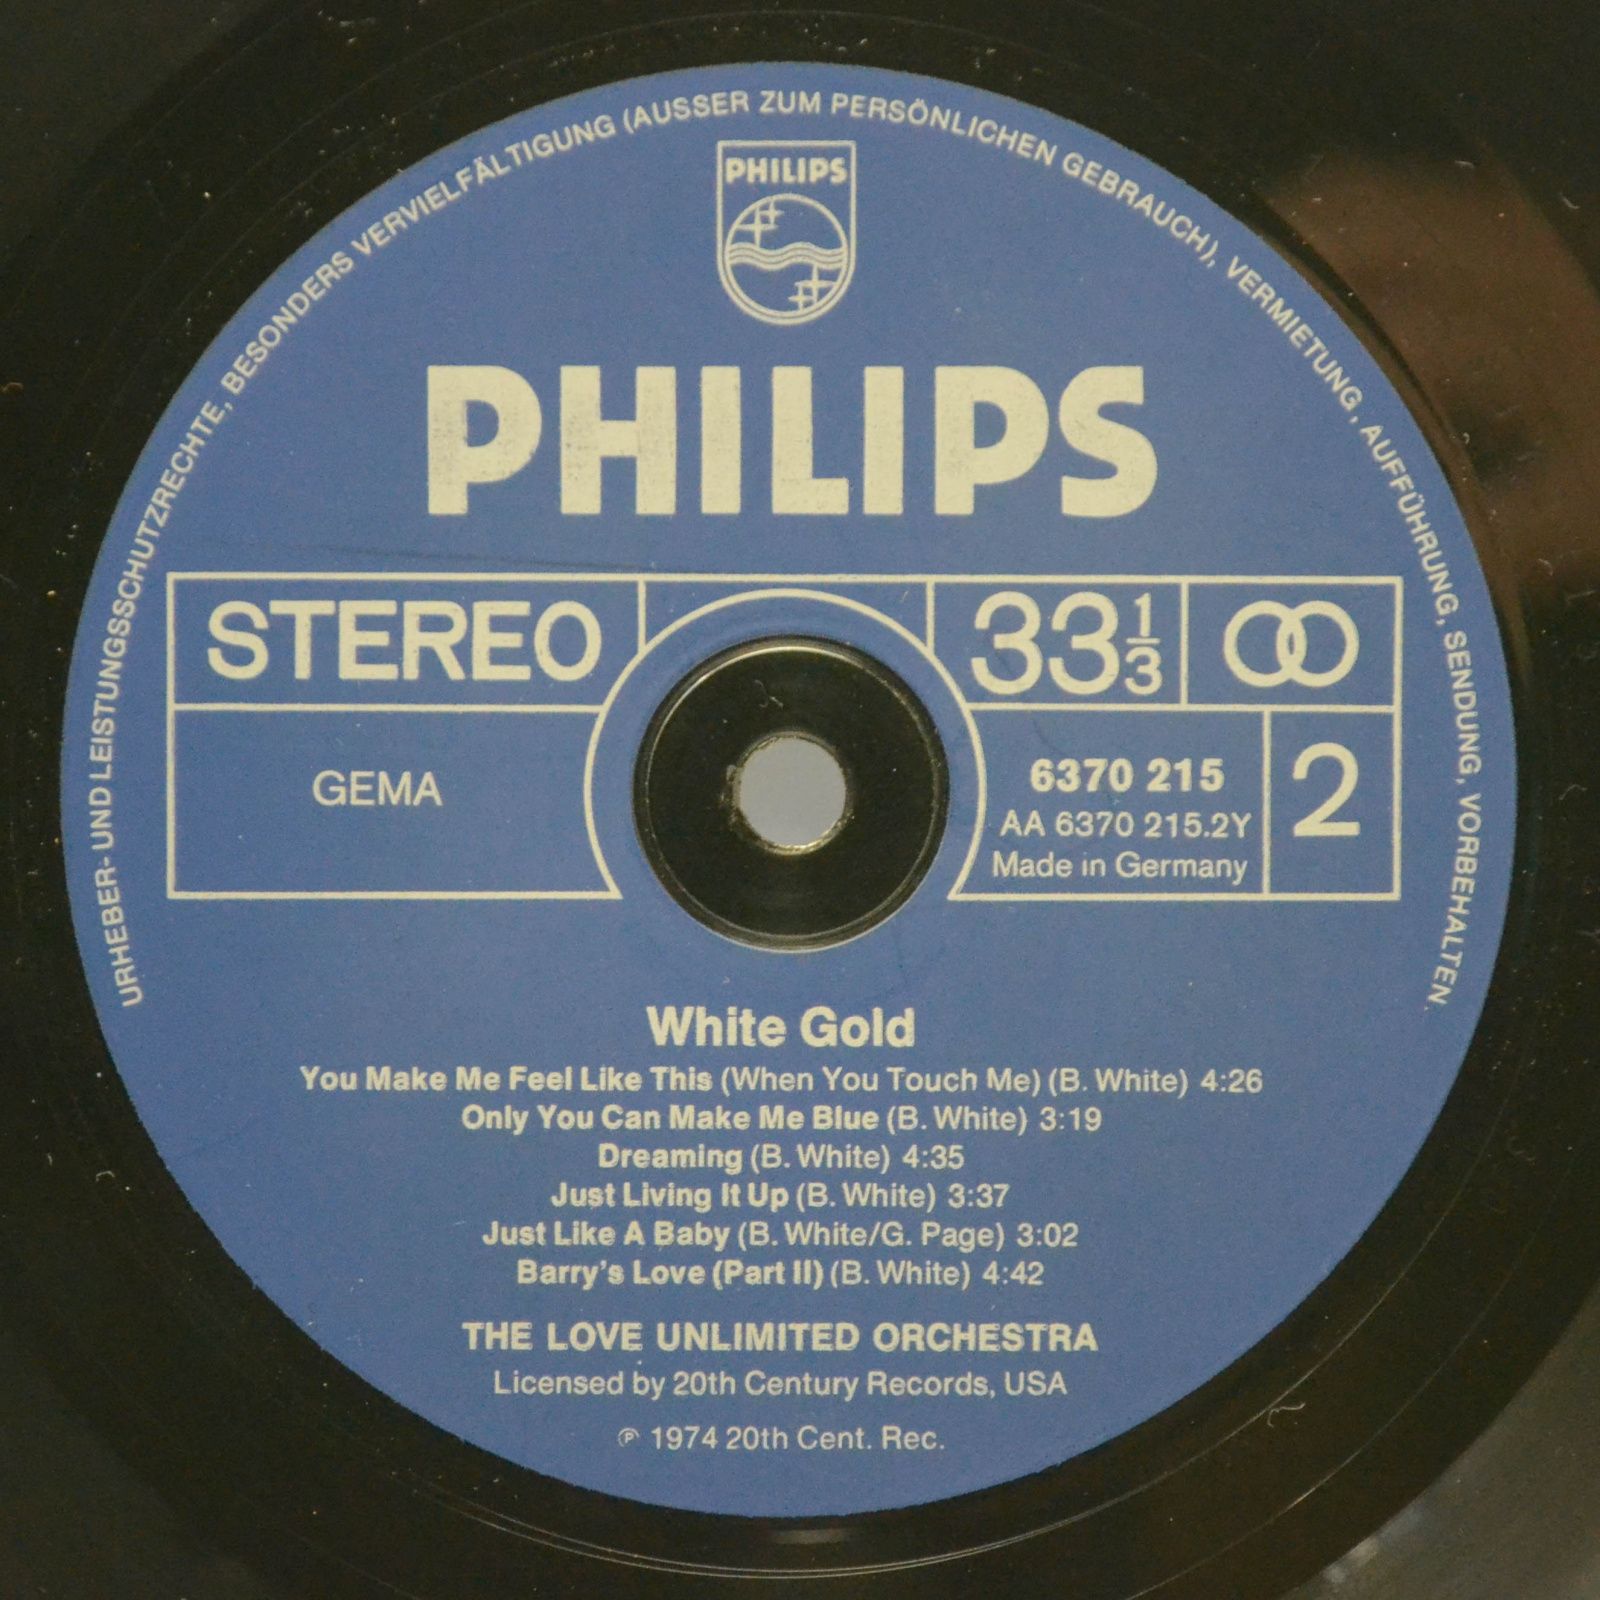 URHEBER- UND LEISTUNGSSCHUTZRECHTE, BESONDERS VERVIELFÄLTIGUNG (AUSSER ZUM PERSÖNLICHEN GEBRAUCH), VERMIETUNG, AUFFÜHRUNG, SENDUNG, VORBEHALTEN
PHILIPS
PHILIPS
STEREO
33 1/3
GEMA
6370 215
AA 6370 215.2Y
Made in Germany
2
White Gold
You Make Me Feel Like This (When You Touch Me) (B. White) 4:26
Only You Can Make Me Blue (B. White) 3:19
Dreaming (B. White) 4:35
Just Living It Up (B. White) 3:37
Just Like A Baby (B. White/G. Page) 3:02
Barry's Love (Part II) (B. White) 4:42
THE LOVE UNLIMITED ORCHESTRA
Licensed by 20th Century Records, USA
℗ 1974 20th Cent. Rec.